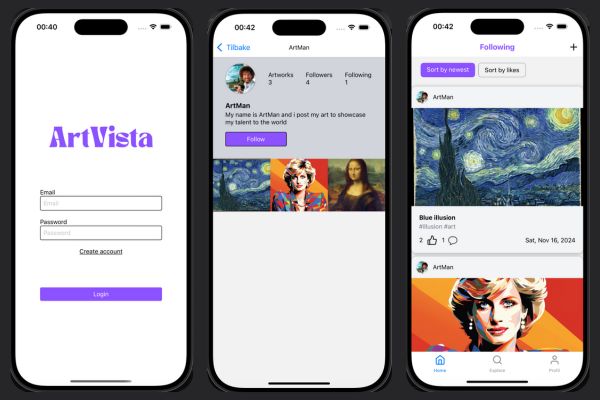 00:40
ArtVista
Email
Email
Password
Password
Create account
Login
00:42
Tilbake
ArtMan
Artworks Followers Following
3 4 1
ArtMan
My name is ArtMan and i post my art to showcase
my talent to the world
Follow
00:42
Following
Sort by newest Sort by likes
ArtMan
Blue illusion
#illusion #art
2 1 Sat, Nov 16, 2024
ArtMan
Home Explore Profil